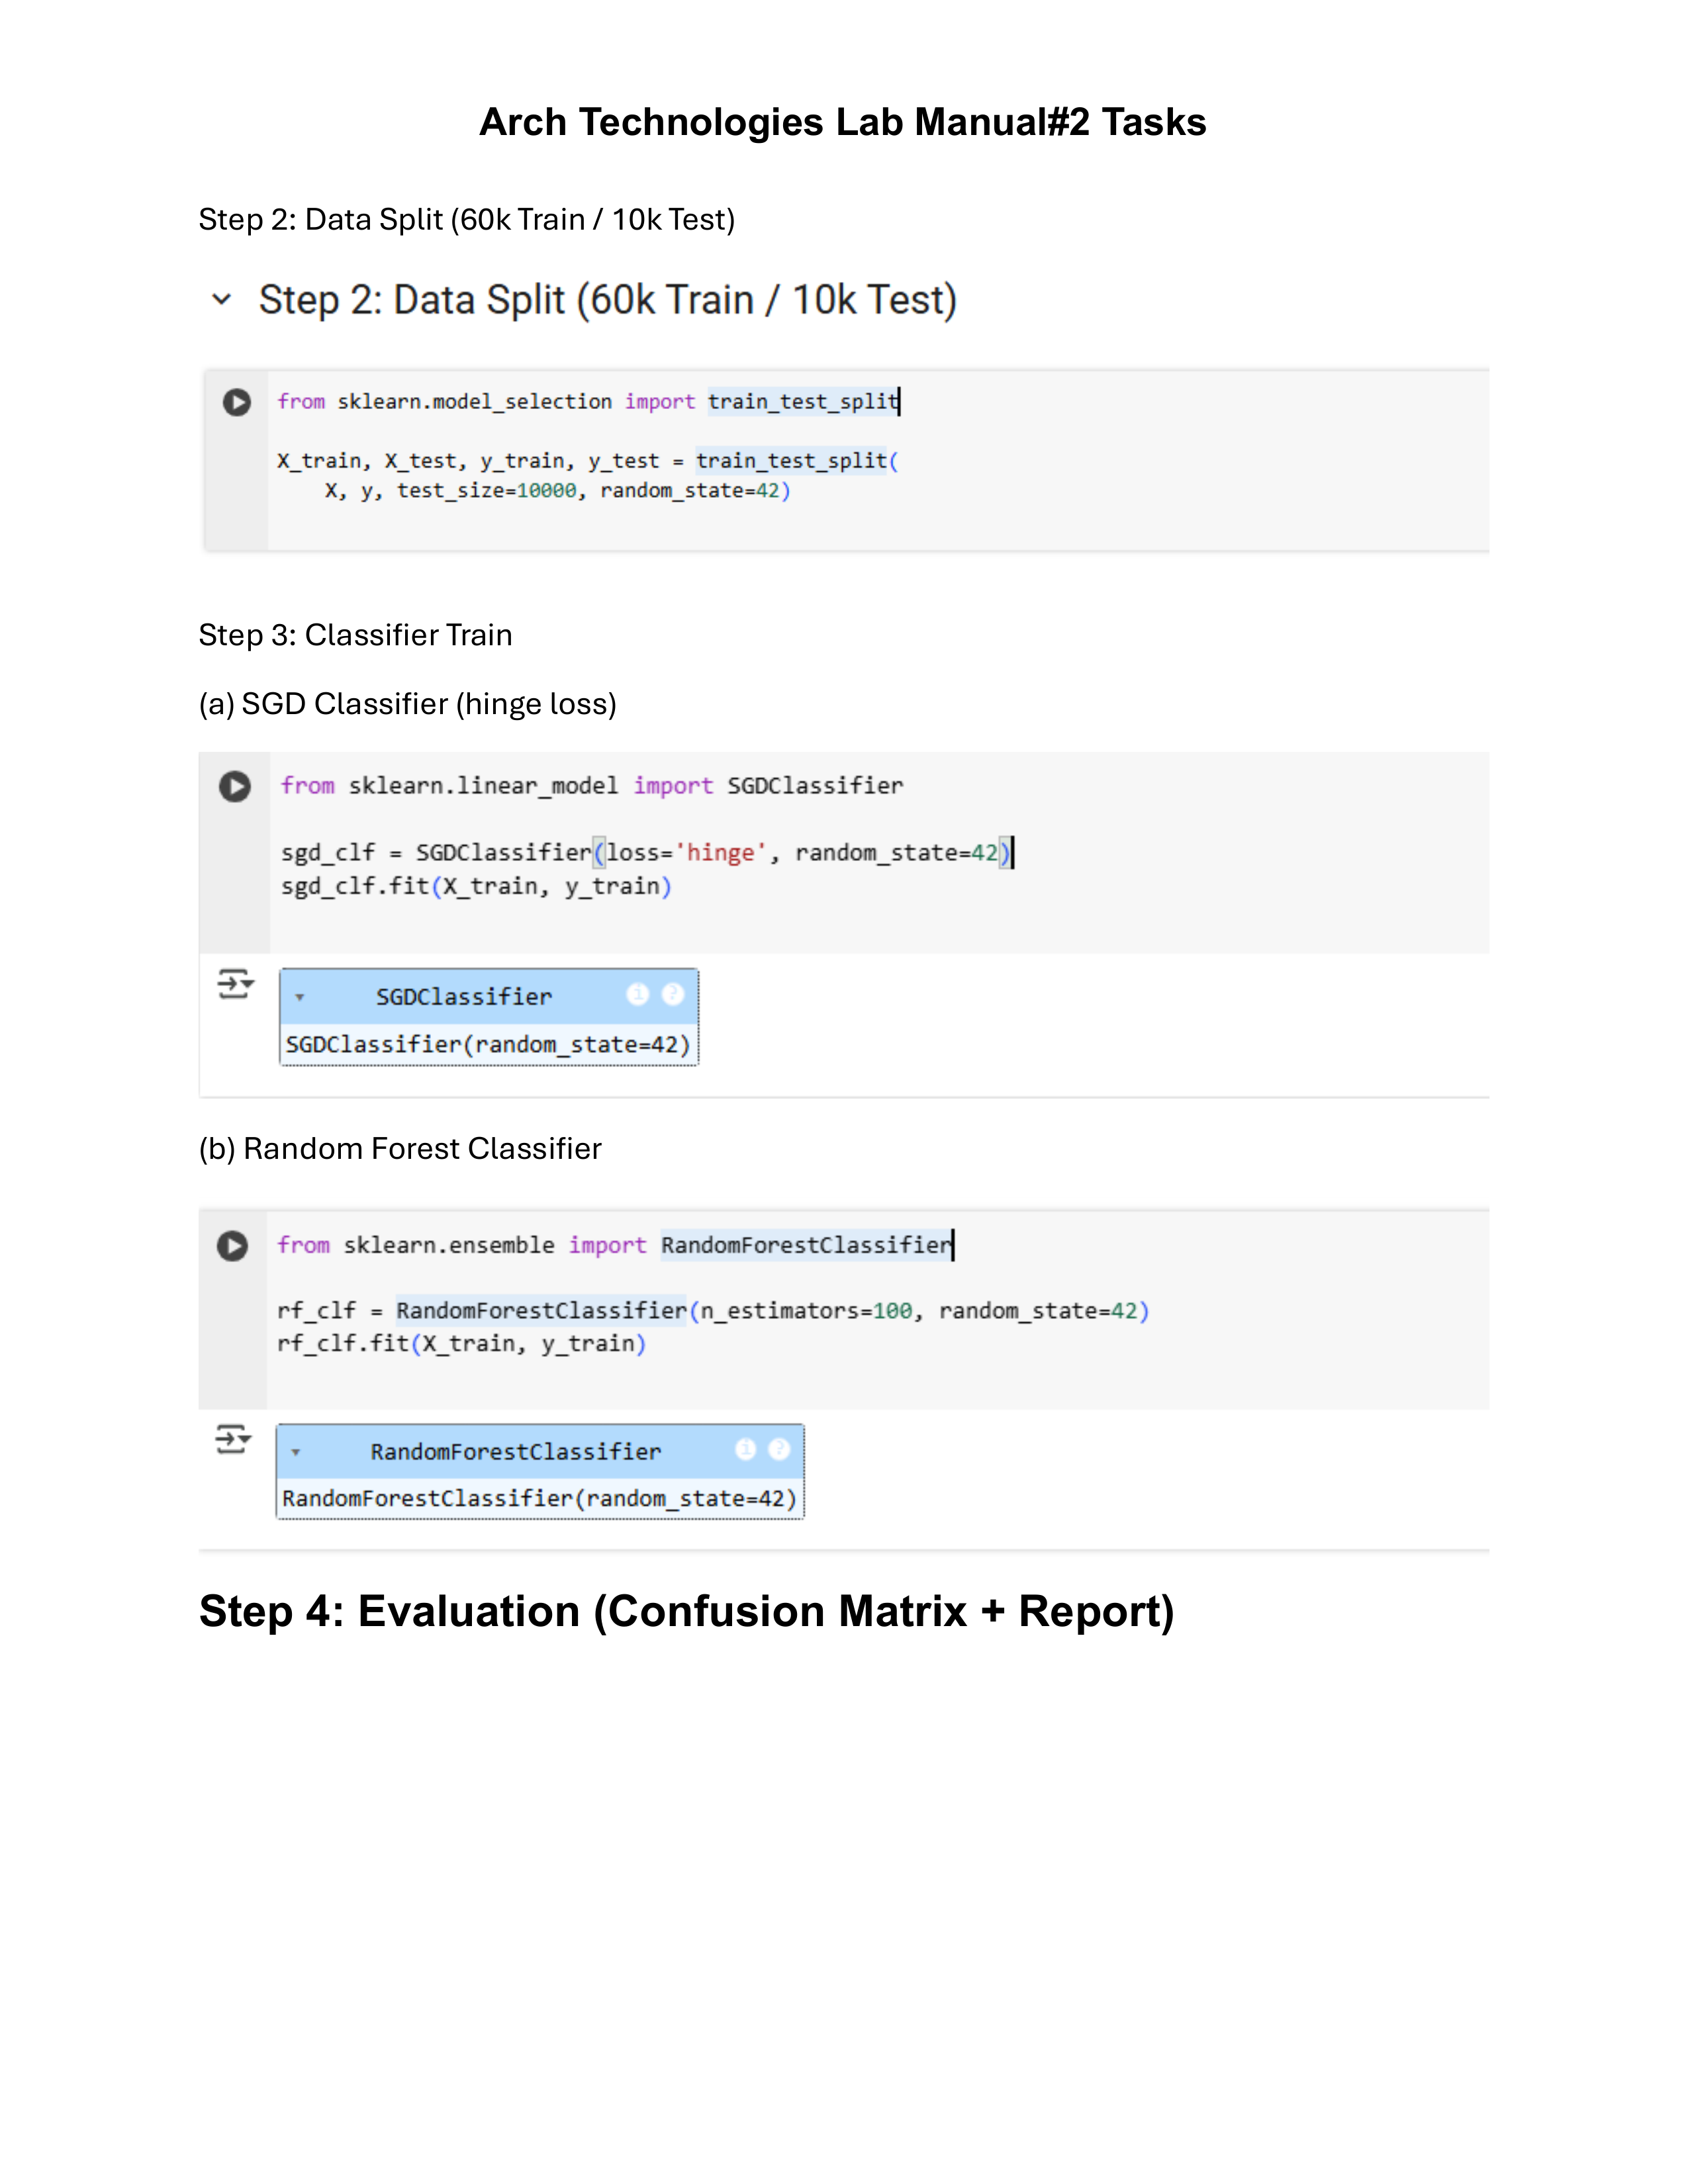 Arch Technologies Lab Manual#2 Tasks
Step 2: Data Split (60k Train / 10k Test)
Step 2: Data Split (60k Train / 10k Test)
from sklearn.model_selection import train_test_split
X_train, X_test, y_train, y_test = train_test_split(
    X, y, test_size=10000, random_state=42)
Step 3: Classifier Train
(a) SGD Classifier (hinge loss)
from sklearn.linear_model import SGDClassifier
sgd_clf = SGDClassifier(loss='hinge', random_state=42)
sgd_clf.fit(X_train, y_train)
SGDClassifier
SGDClassifier(random_state=42)
(b) Random Forest Classifier
from sklearn.ensemble import RandomForestClassifier
rf_clf = RandomForestClassifier(n_estimators=100, random_state=42)
rf_clf.fit(X_train, y_train)
RandomForestClassifier
RandomForestClassifier(random_state=42)
Step 4: Evaluation (Confusion Matrix + Report)